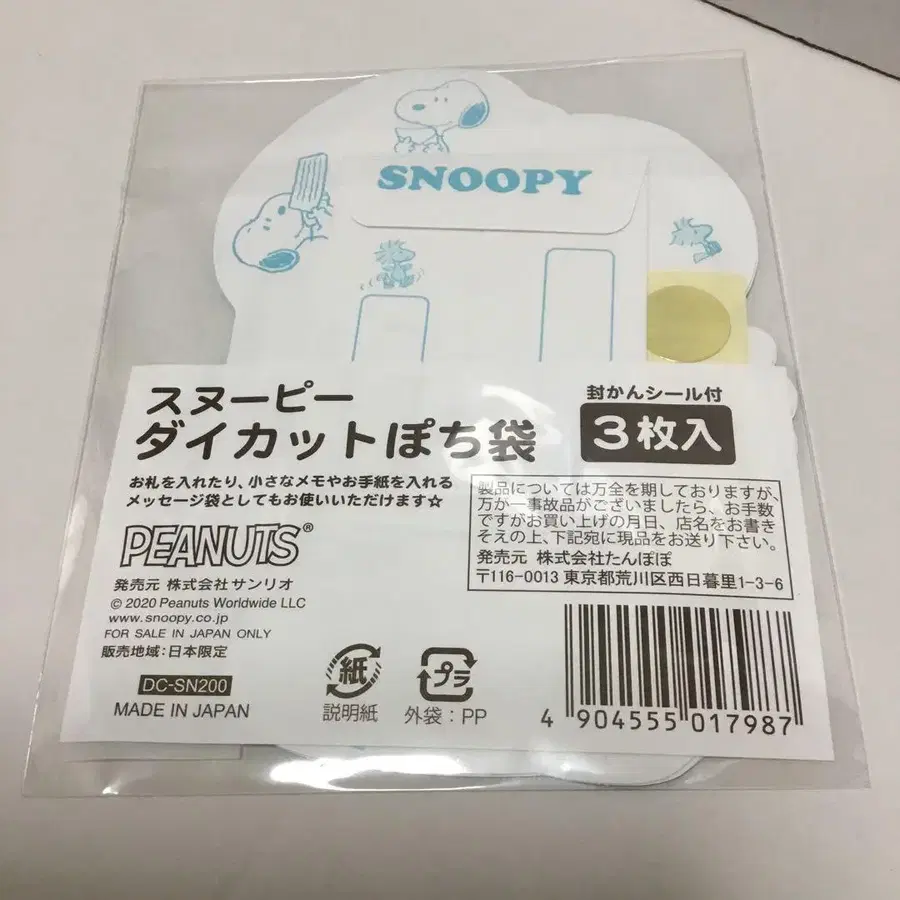 SNOOPY
スヌーピー
ダイカットぽち袋
封かんシール付
3枚入
お札を入れたり、小さなメモやお手紙を入れる
メッセージ袋としてもお使いいただけます☆
PEANUTS®
発売元 株式会社サンリオ
© 2020 Peanuts Worldwide LLC
www.snoopy.co.jp
FOR SALE IN JAPAN ONLY
販売地域:日本限定
DC-SN200
MADE IN JAPAN
製品については万全を期しておりますが、
万が一事故品がございましたら、お手数
ですがお買い上げの月日、店名をお書き
そえの上、下記宛に現品をお送り下さい。
発売元 株式会社たんぽぽ
〒116-0013 東京都荒川区西日暮里1-3-6
紙
説明紙
プラ
外袋:PP
4 904555 017987